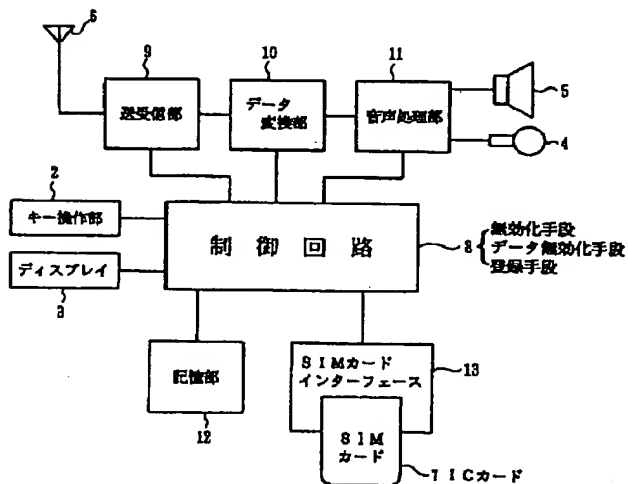 6
9
10
11
送受信部
データ
変換部
音声処理部
5
4
2
キー操作部
制御回路
8
無効化手段
データ無効化手段
登録手段
ディスプレイ
3
記憶部
12
SIMカード
インターフェース
13
SIM
カード
7 ICカード